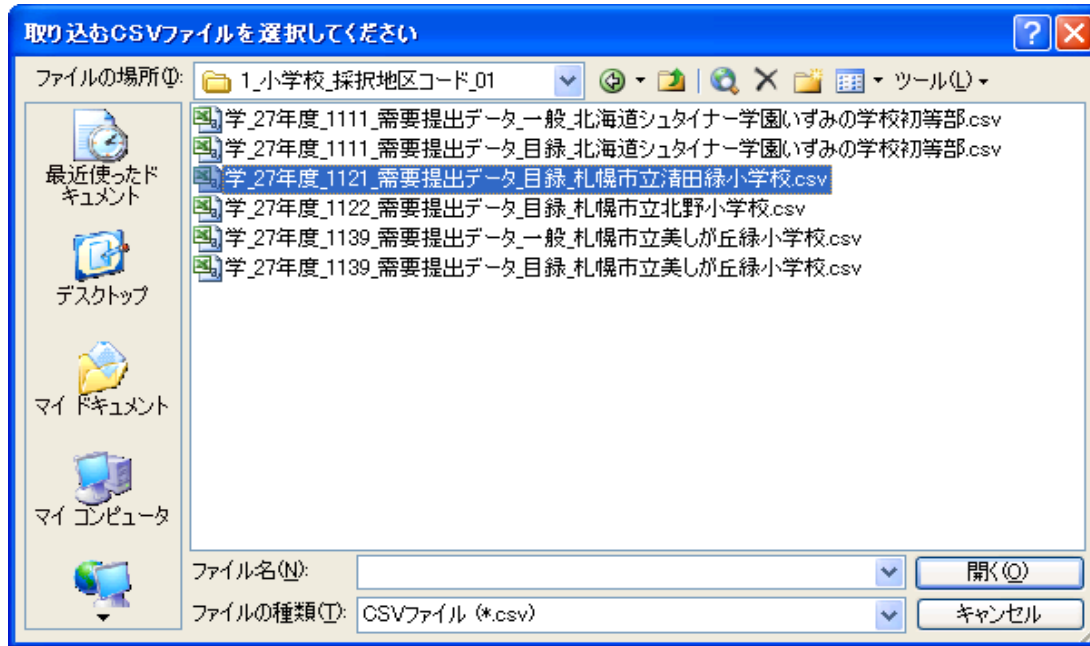 取り込むCSVファイルを選択してください
ファイルの場所(I): 1_小学校_採択地区コード_01 ツール(L)
学_27年度_1111_需要提出データ_一般_北海道シュタイナー学園いずみの学校初等部.csv
学_27年度_1111_需要提出データ_目録_北海道シュタイナー学園いずみの学校初等部.csv
学_27年度_1121_需要提出データ_目録_札幌市立清田緑小学校.csv
学_27年度_1122_需要提出データ_目録_札幌市立北野小学校.csv
学_27年度_1139_需要提出データ_一般_札幌市立美しが丘緑小学校.csv
学_27年度_1139_需要提出データ_目録_札幌市立美しが丘緑小学校.csv
最近使ったド
キュメント
デスクトップ
マイ ドキュメント
マイ コンピュータ
ファイル名(N): 開く(O)
ファイルの種類(T): CSVファイル (*.csv) キャンセル